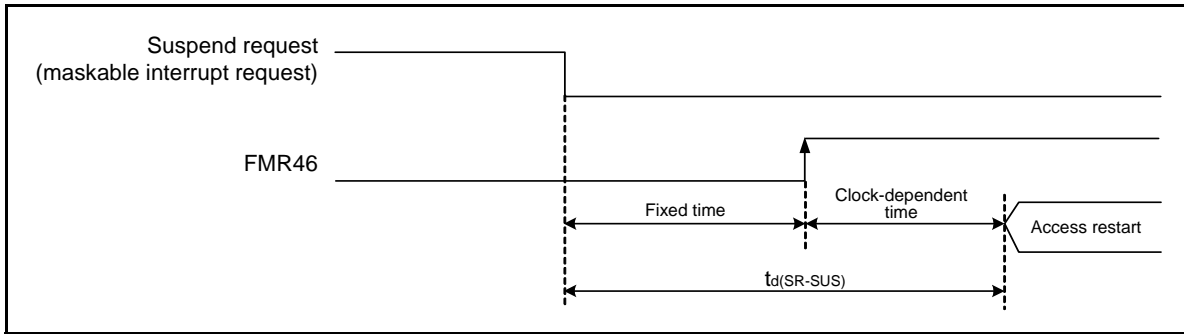 Suspend request
(maskable interrupt request)
FMR46
Fixed time
Clock-dependent
time
Access restart
td(SR-SUS)